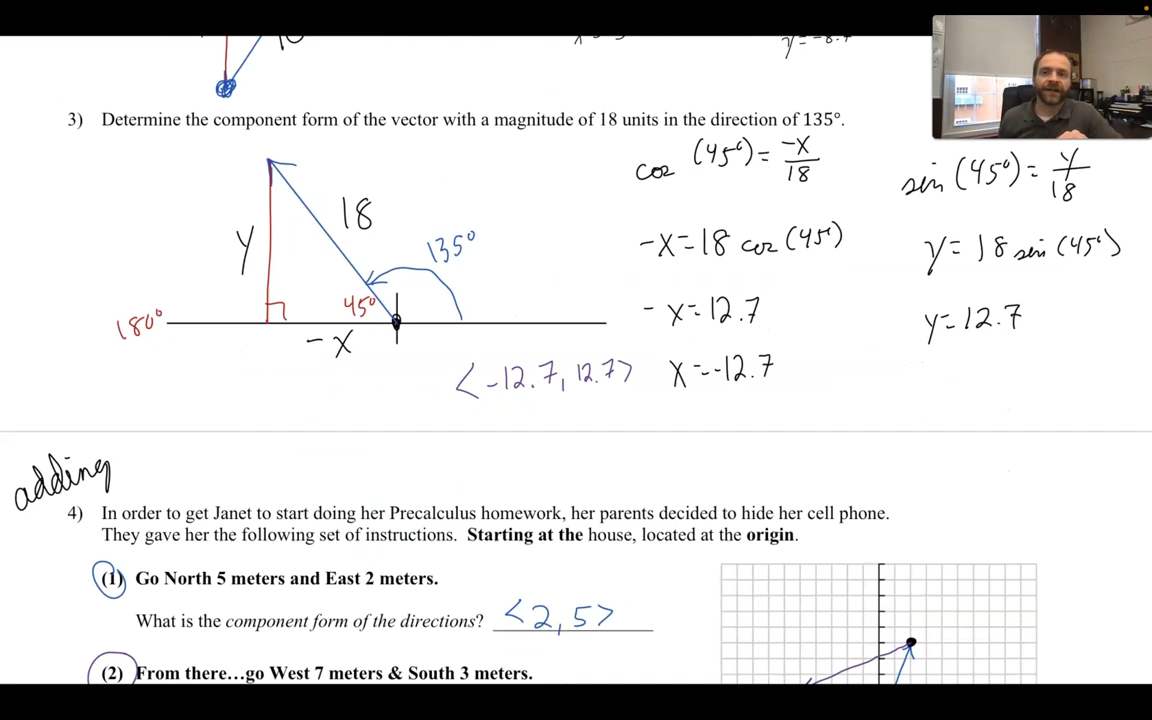 10
y = -8.7
3) Determine the component form of the vector with a magnitude of 18 units in the direction of 135°.
cos (45°) = -x/18
sin (45°) = y/18
y
18
135°
-x = 18 cos (45°)
y = 18 sin (45°)
180°
45°
-x
- x = 12.7
y = 12.7
<-12.7, 12.7>
x = -12.7
adding
4) In order to get Janet to start doing her Precalculus homework, her parents decided to hide her cell phone.
They gave her the following set of instructions. Starting at the house, located at the origin.
(1) Go North 5 meters and East 2 meters.
What is the component form of the directions? <2, 5>
(2) From there…go West 7 meters & South 3 meters.